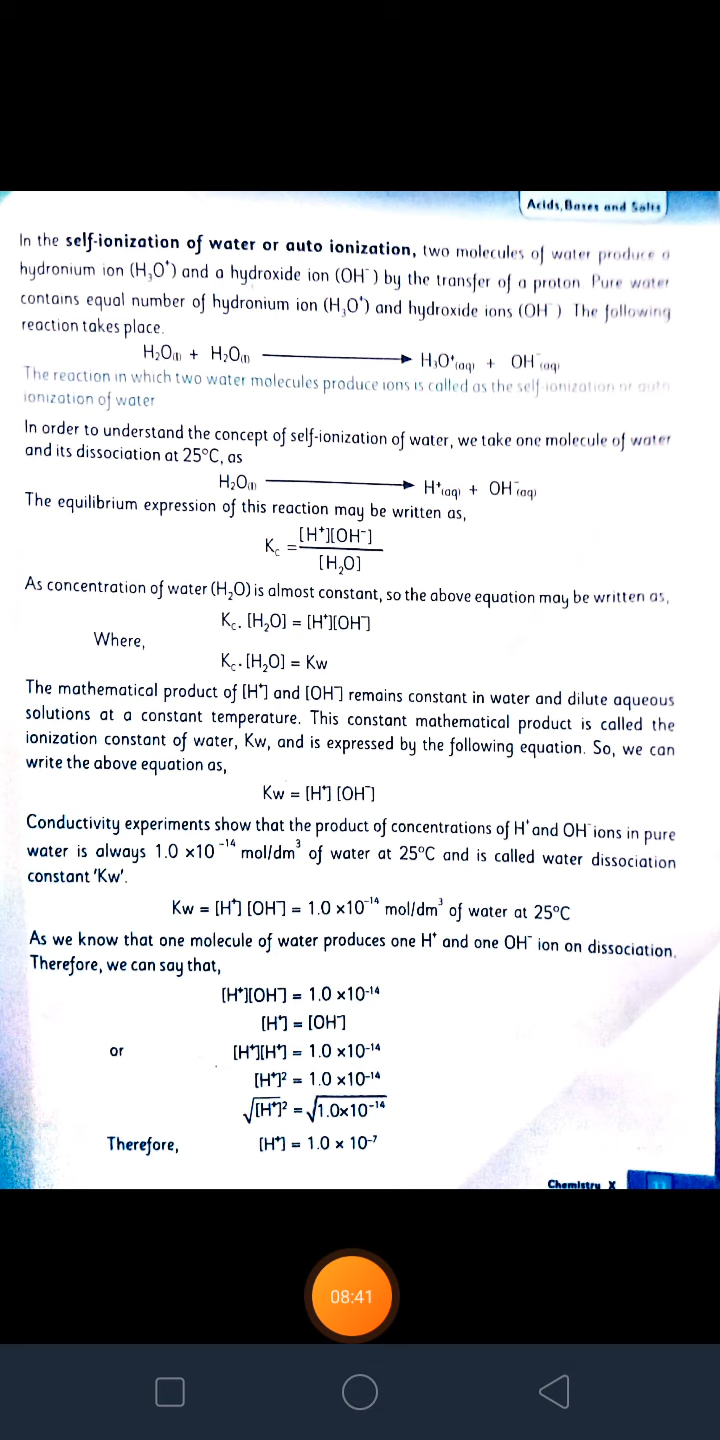 Acids, Bases and Salts
In the self-ionization of water or auto ionization, two molecules of water produce a
hydronium ion (H₃O⁺) and a hydroxide ion (OH⁻) by the transfer of a proton. Pure water
contains equal number of hydronium ion (H₃O⁺) and hydroxide ions (OH⁻) The following
reaction takes place.
H₂O(l) + H₂O(l) ⟶ H₃O⁺(aq) + OH⁻(aq)
The reaction in which two water molecules produce ions is called as the self-ionization or auto
ionization of water
In order to understand the concept of self-ionization of water, we take one molecule of water
and its dissociation at 25°C, as
H₂O(l) ⟶ H⁺(aq) + OH⁻(aq)
The equilibrium expression of this reaction may be written as,
K꜀ = [H⁺][OH⁻]
[H₂O]
As concentration of water (H₂O) is almost constant, so the above equation may be written as,
K꜀. [H₂O] = [H⁺][OH⁻]
Where,
K꜀. [H₂O] = Kw
The mathematical product of [H⁺] and [OH⁻] remains constant in water and dilute aqueous
solutions at a constant temperature. This constant mathematical product is called the
ionization constant of water, Kw, and is expressed by the following equation. So, we can
write the above equation as,
Kw = [H⁺] [OH⁻]
Conductivity experiments show that the product of concentrations of H⁺ and OH⁻ ions in pure
water is always 1.0 x10⁻¹⁴ mol/dm³ of water at 25°C and is called water dissociation
constant 'Kw'.
Kw = [H⁺] [OH⁻] = 1.0 x10⁻¹⁴ mol/dm³ of water at 25°C
As we know that one molecule of water produces one H⁺ and one OH⁻ ion on dissociation.
Therefore, we can say that,
[H⁺][OH⁻] = 1.0 x10⁻¹⁴
[H⁺] = [OH⁻]
or [H⁺][H⁺] = 1.0 x10⁻¹⁴
[H⁺]² = 1.0 x10⁻¹⁴
√[H⁺]² = √1.0x10⁻¹⁴
Therefore, [H⁺] = 1.0 x 10⁻⁷
Chemistry X 11
08:41